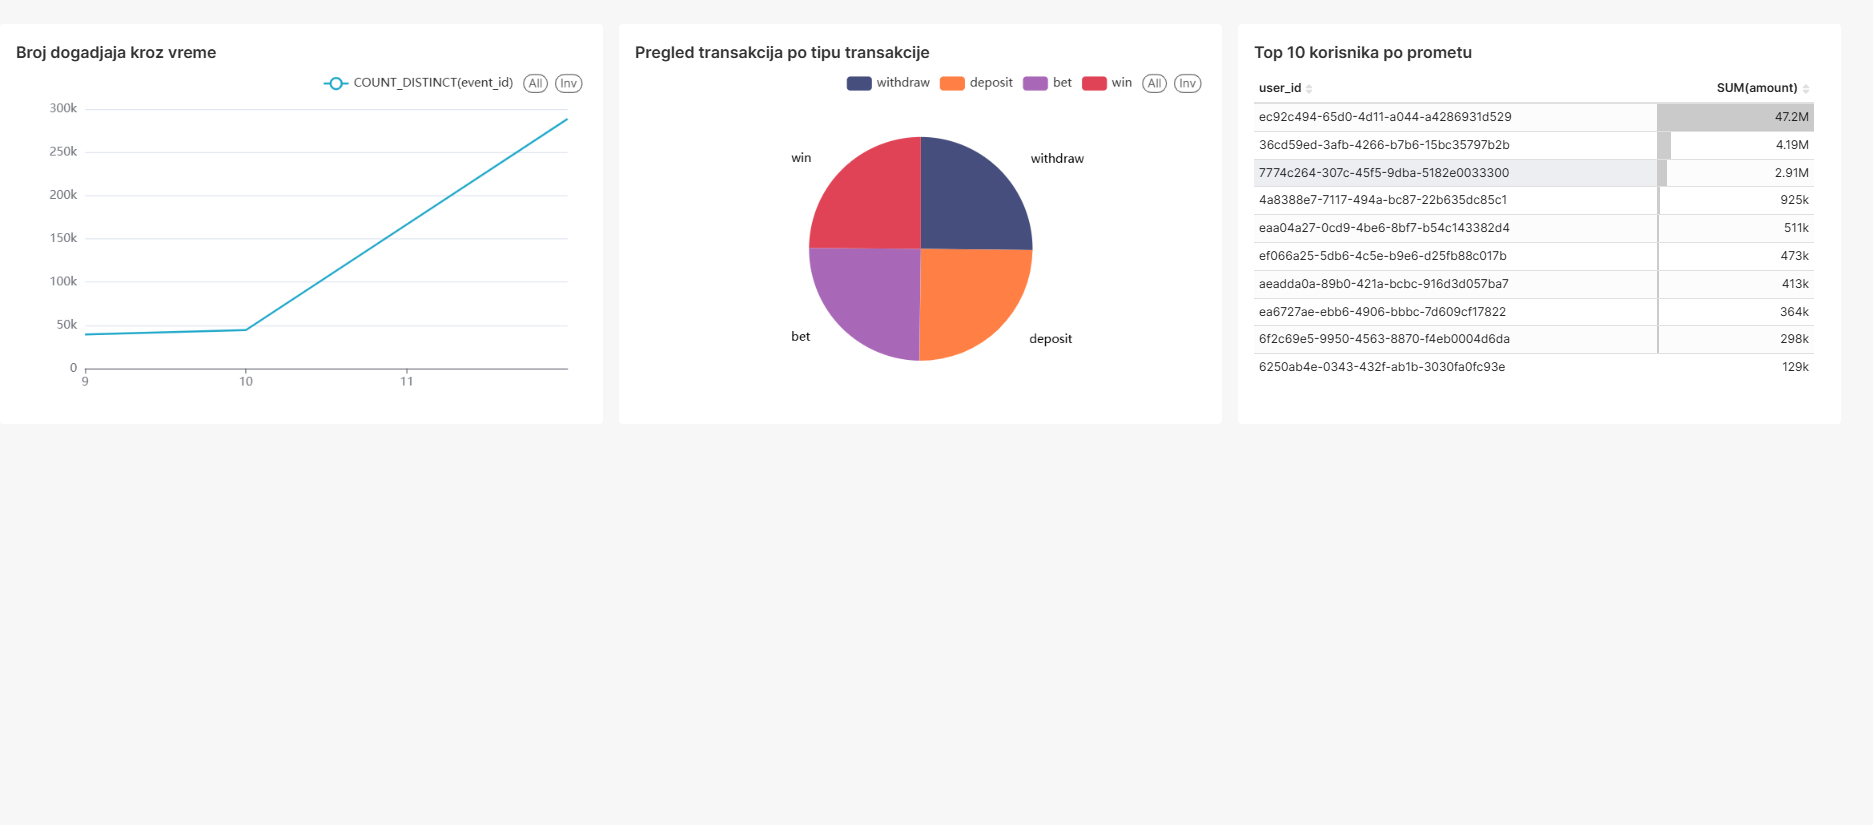 Broj dogadjaja kroz vreme
COUNT_DISTINCT(event_id) All Inv
300k
250k
200k
150k
100k
50k
0
9 10 11
Pregled transakcija po tipu transakcije
withdraw deposit bet win All Inv
win withdraw
bet deposit
Top 10 korisnika po prometu
user_id SUM(amount)
ec92c494-65d0-4d11-a044-a4286931d529 47.2M
36cd59ed-3afb-4266-b7b6-15bc35797b2b 4.19M
7774c264-307c-45f5-9dba-5182e0033300 2.91M
4a8388e7-7117-494a-bc87-22b635dc85c1 925k
eaa04a27-0cd9-4be6-8bf7-b54c143382d4 511k
ef066a25-5db6-4c5e-b9e6-d25fb88c017b 473k
aeadda0a-89b0-421a-bcbc-916d3d057ba7 413k
ea6727ae-ebb6-4906-bbbc-7d609cf17822 364k
6f2c69e5-9950-4563-8870-f4eb0004d6da 298k
6250ab4e-0343-432f-ab1b-3030fa0fc93e 129k